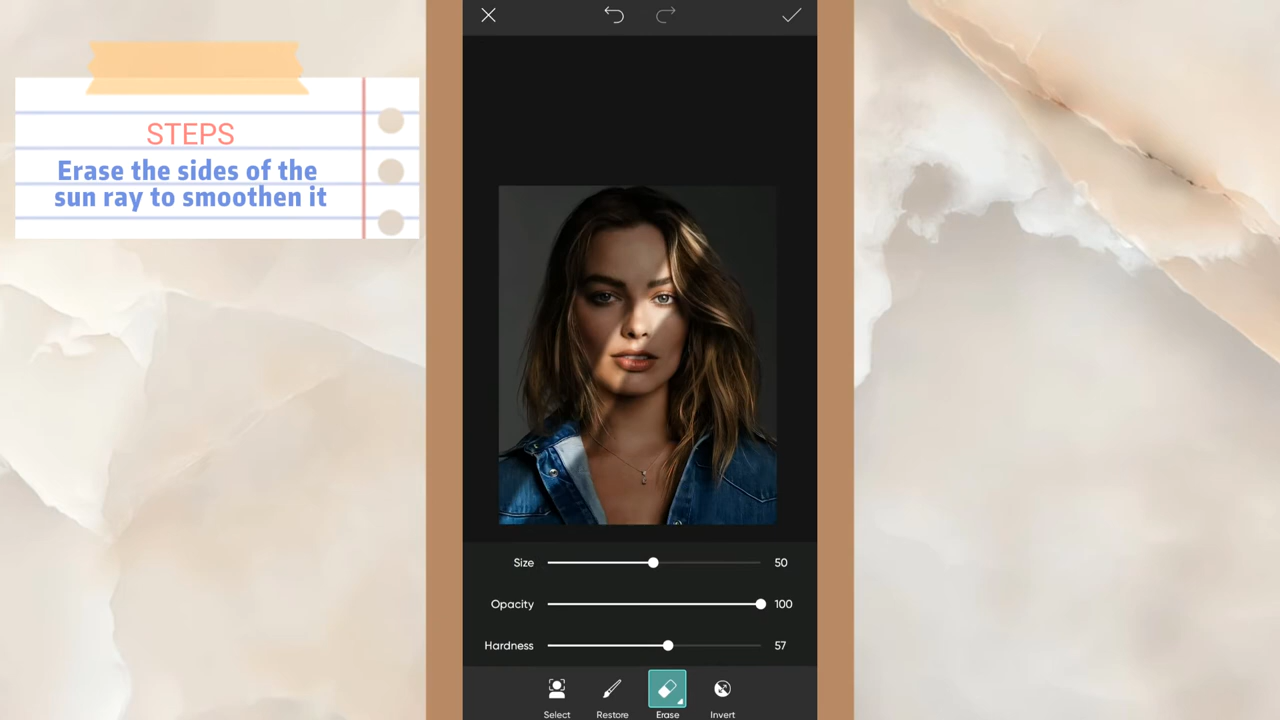 STEPS
Erase the sides of the
sun ray to smoothen it
Size 50
Opacity 100
Hardness 57
Select Restore Erase Invert